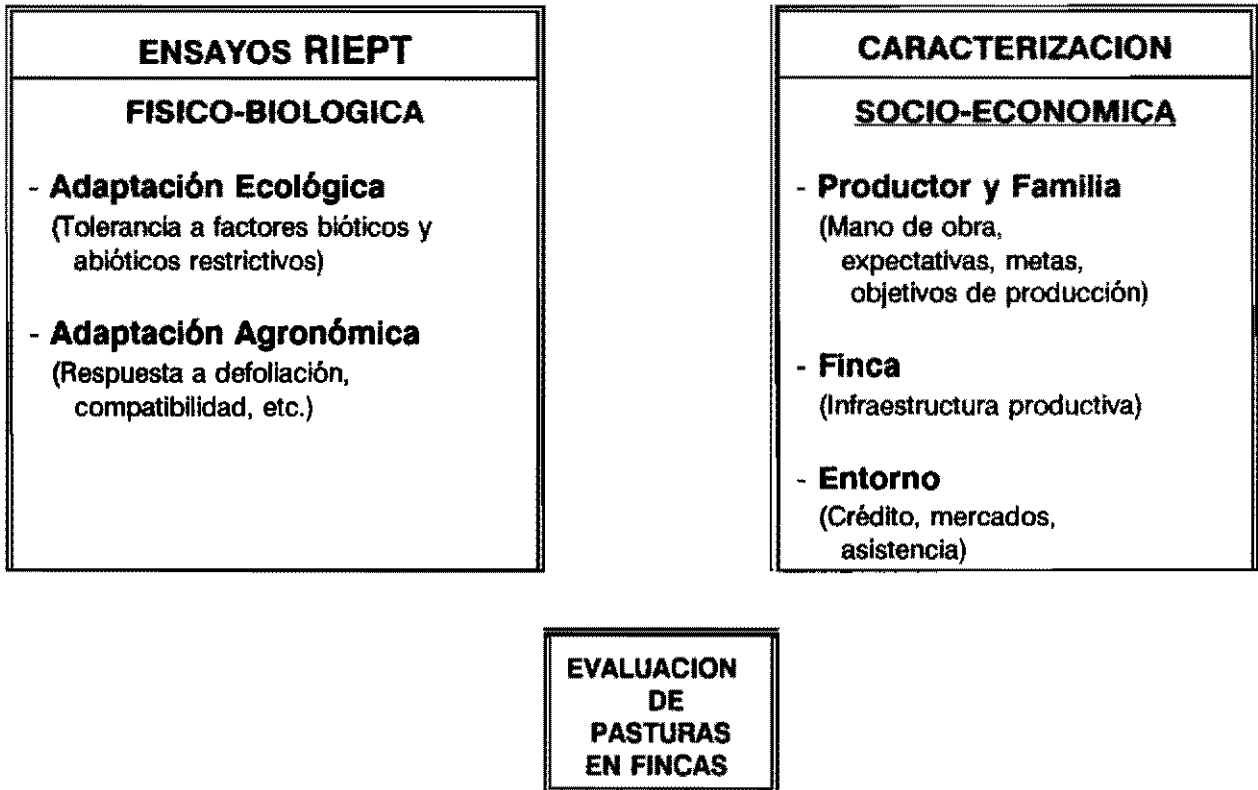 ENSAYOS RIEPT
FISICO-BIOLOGICA
- Adaptación Ecológica
(Tolerancia a factores bióticos y
abióticos restrictivos)
- Adaptación Agronómica
(Respuesta a defoliación,
compatibilidad, etc.)
CARACTERIZACION
SOCIO-ECONOMICA
- Productor y Familia
(Mano de obra,
expectativas, metas,
objetivos de producción)
- Finca
(Infraestructura productiva)
- Entorno
(Crédito, mercados,
asistencia)
EVALUACION
DE
PASTURAS
EN FINCAS